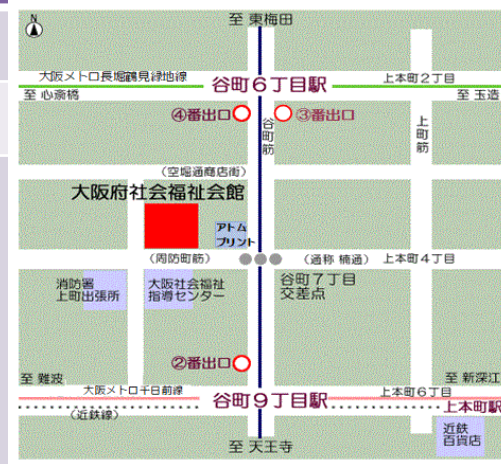 至 東梅田
N
大阪メトロ長堀鶴見緑地線
谷町6丁目駅
上本町2丁目
至 心斎橋
至 玉造
④番出口
③番出口
谷町筋
上町筋
(空堀通商店街)
大阪府社会福祉会館
アトム
プリント
(周防町筋)
(通称 楠通)
上本町4丁目
消防署
上町出張所
大阪社会福祉
指導センター
谷町7丁目
交差点
②番出口
至 難波
至 新深江
大阪メトロ千日前線
谷町9丁目駅
上本町6丁目
(近鉄線)
上本町駅
近鉄
百貨店
至 天王寺